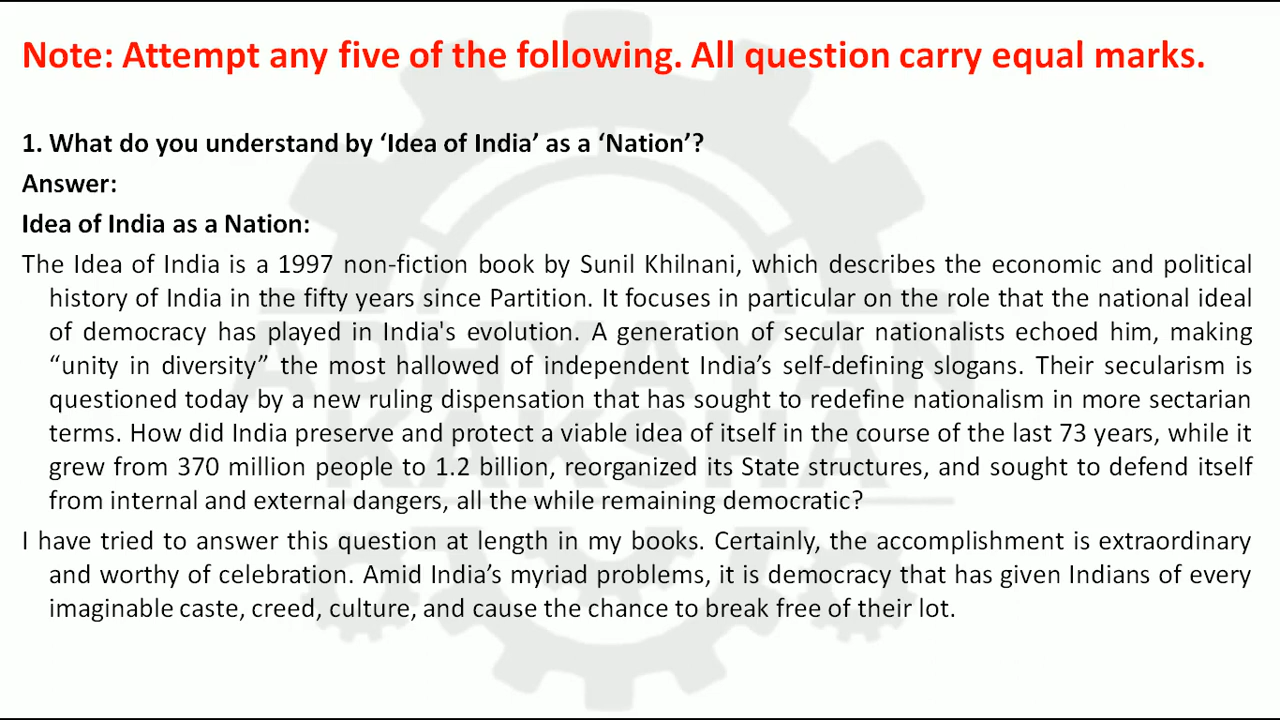 Note: Attempt any five of the following. All question carry equal marks.
1. What do you understand by ‘Idea of India’ as a ‘Nation’?
Answer:
Idea of India as a Nation:
The Idea of India is a 1997 non-fiction book by Sunil Khilnani, which describes the economic and political
history of India in the fifty years since Partition. It focuses in particular on the role that the national ideal
of democracy has played in India's evolution. A generation of secular nationalists echoed him, making
“unity in diversity” the most hallowed of independent India’s self-defining slogans. Their secularism is
questioned today by a new ruling dispensation that has sought to redefine nationalism in more sectarian
terms. How did India preserve and protect a viable idea of itself in the course of the last 73 years, while it
grew from 370 million people to 1.2 billion, reorganized its State structures, and sought to defend itself
from internal and external dangers, all the while remaining democratic?
I have tried to answer this question at length in my books. Certainly, the accomplishment is extraordinary
and worthy of celebration. Amid India’s myriad problems, it is democracy that has given Indians of every
imaginable caste, creed, culture, and cause the chance to break free of their lot.
ADHYAYAN
KAKSHA